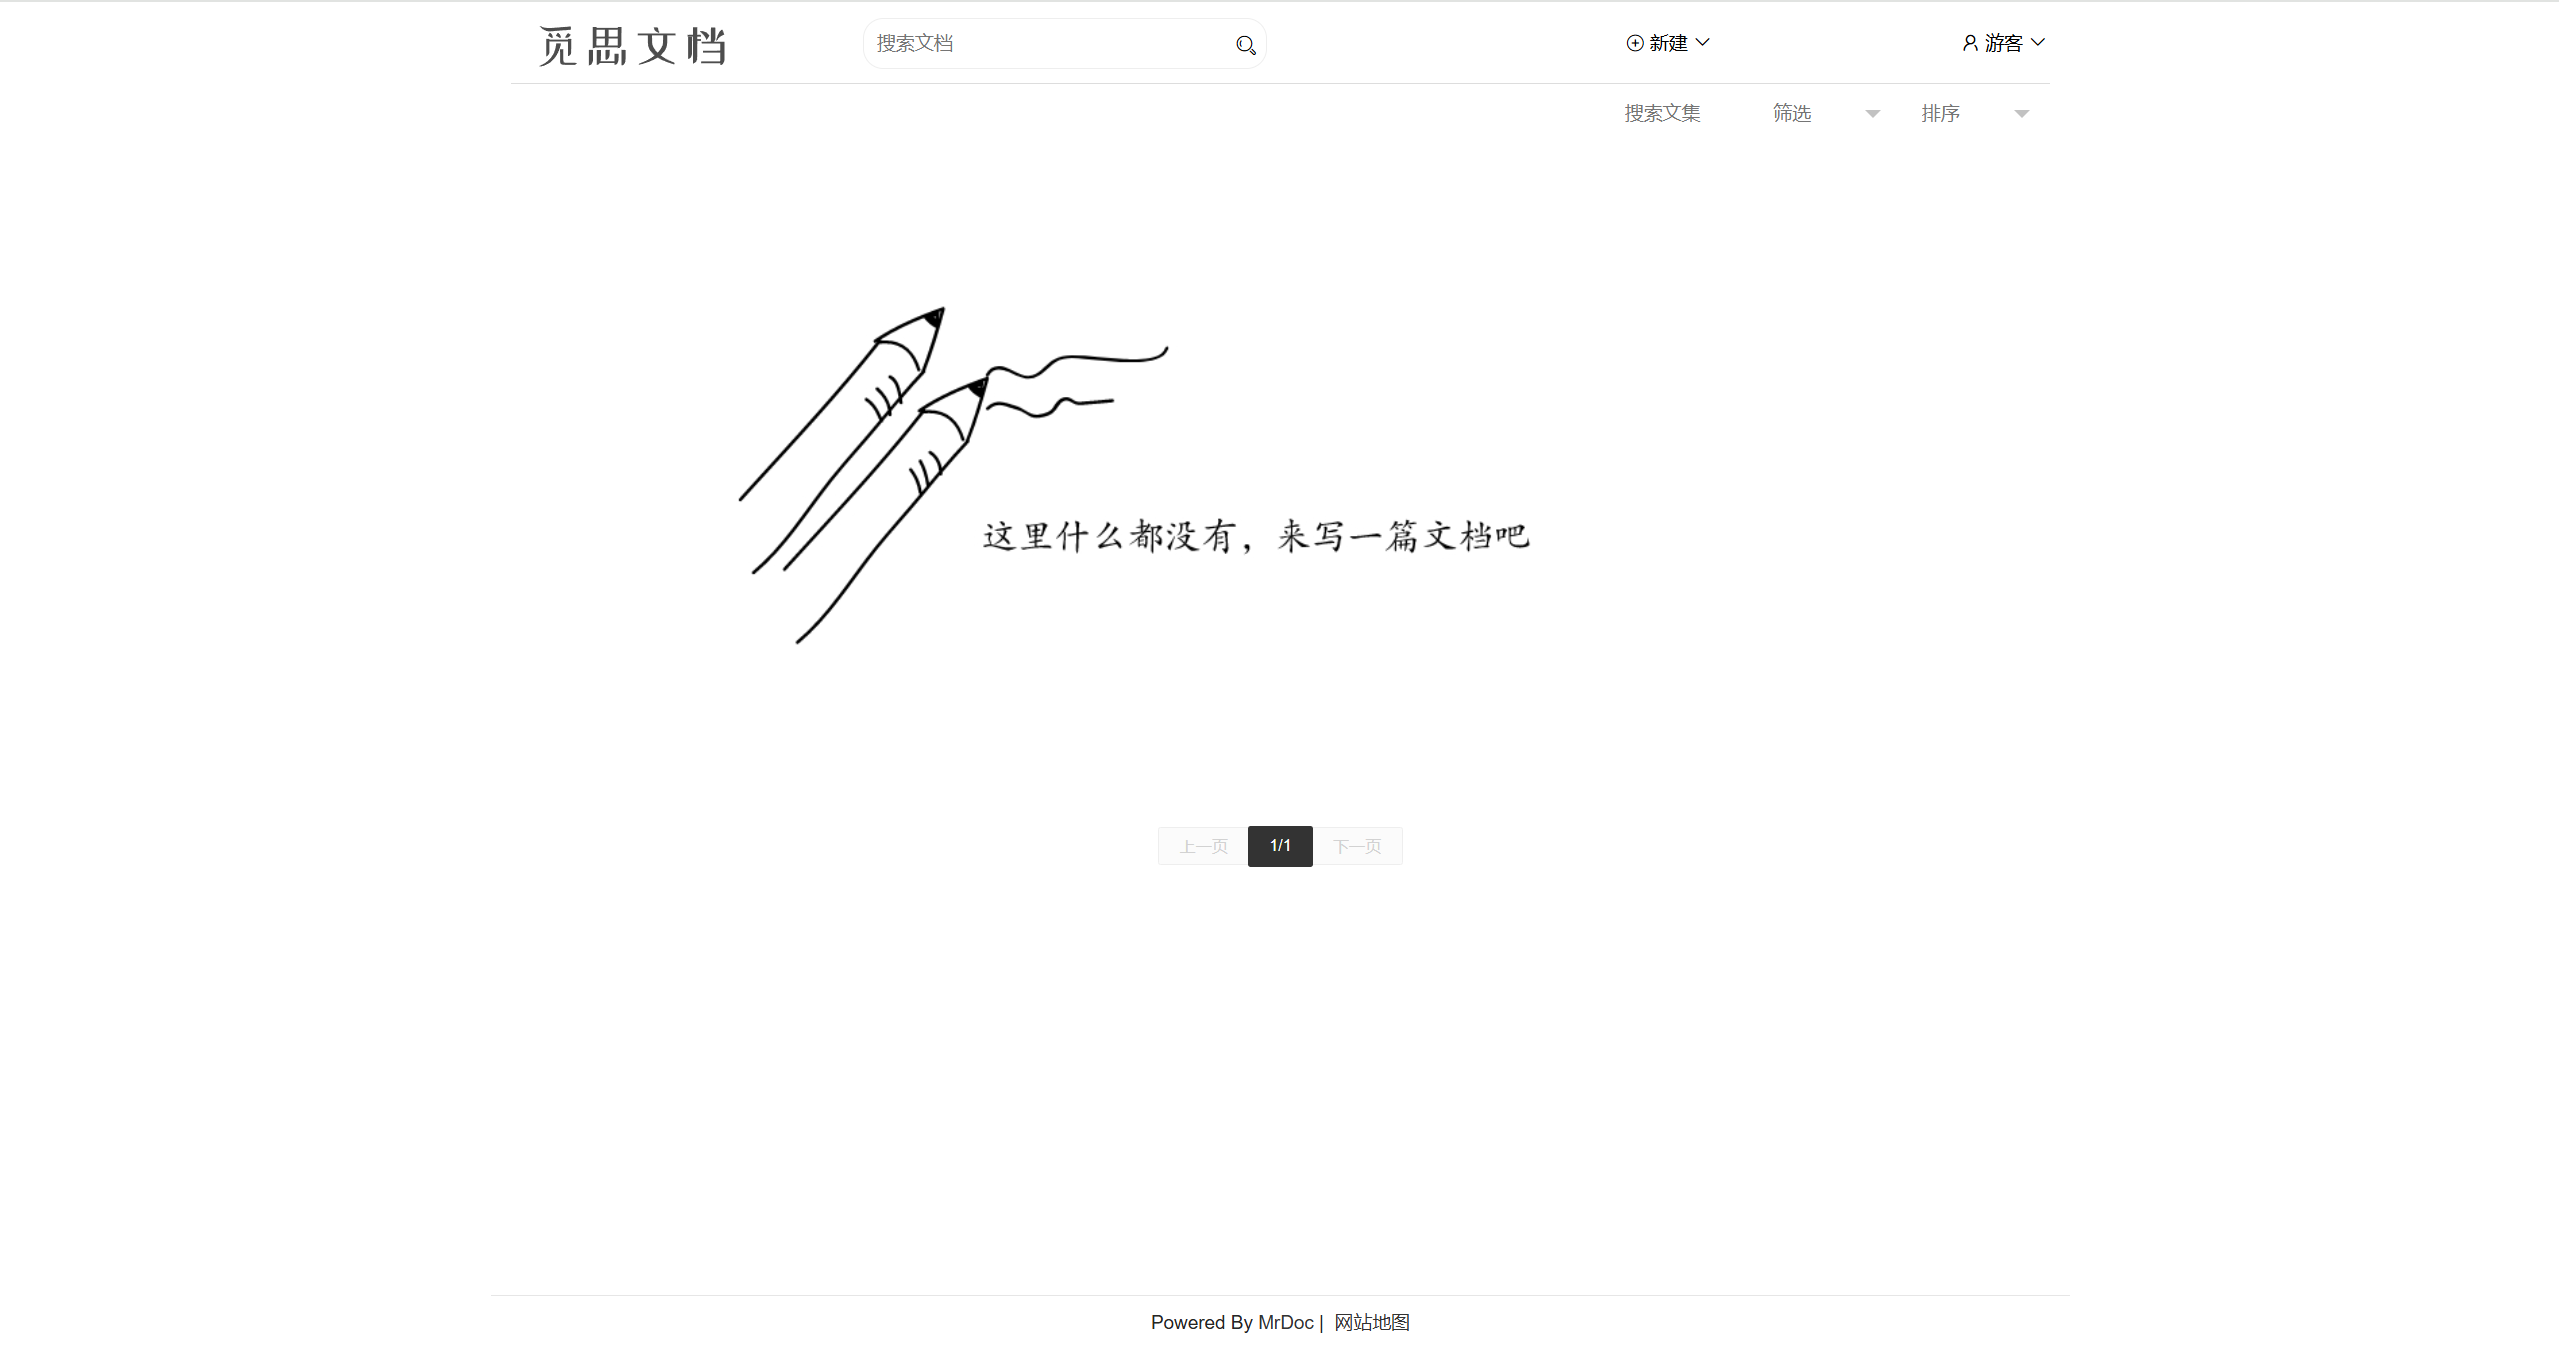 觅思文档
搜索文档
新建
游客
搜索文集
筛选
排序
这里什么都没有，来写一篇文档吧
上一页
1/1
下一页
Powered By MrDoc | 网站地图